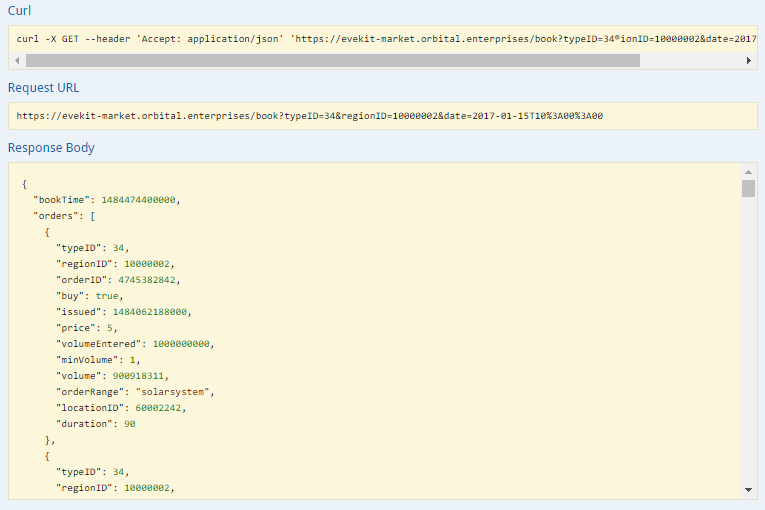 Curl
curl -X GET --header 'Accept: application/json' 'https://evekit-market.orbital.enterprises/book?typeID=34®ionID=10000002&date=2017
Request URL
https://evekit-market.orbital.enterprises/book?typeID=34&regionID=10000002&date=2017-01-15T10%3A00%3A00
Response Body
{
"bookTime": 1484474400000,
"orders": [
{
"typeID": 34,
"regionID": 10000002,
"orderID": 4745382842,
"buy": true,
"issued": 1484062188000,
"price": 5,
"volumeEntered": 1000000000,
"minVolume": 1,
"volume": 900918311,
"orderRange": "solarsystem",
"locationID": 60002242,
"duration": 90
},
{
"typeID": 34,
"regionID": 10000002,